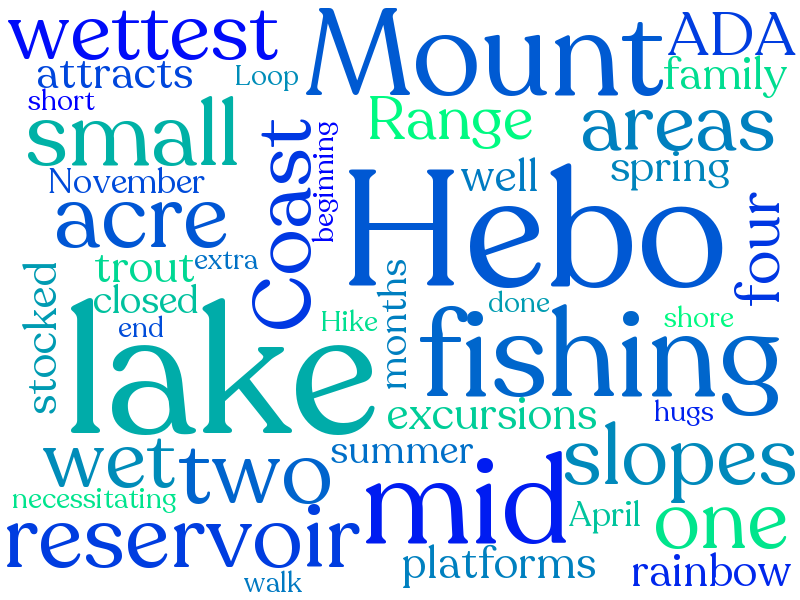 wettest
Mount
ADA
attracts
Loop
family
short
small
Range
areas
Coast
beginning
November
well
spring
acre
Hebo
four
trout
extra
stocked
closed
months
done
end
Hike
shore
lake
fishing
excursions
hugs
wet
two
summer
slopes
mid
necessitating
April
one
reservoir
platforms
rainbow
walk